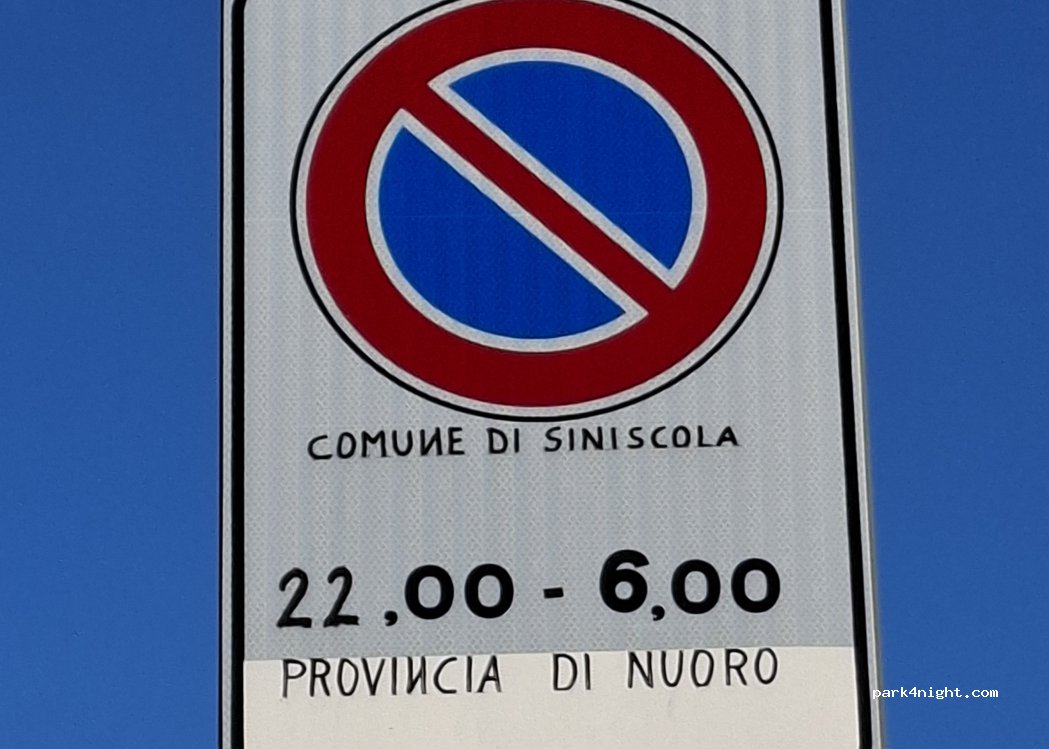 COMUNE DI SINISCOLA
22,00 - 6,00
PROVINCIA DI NUORO
park4night.com